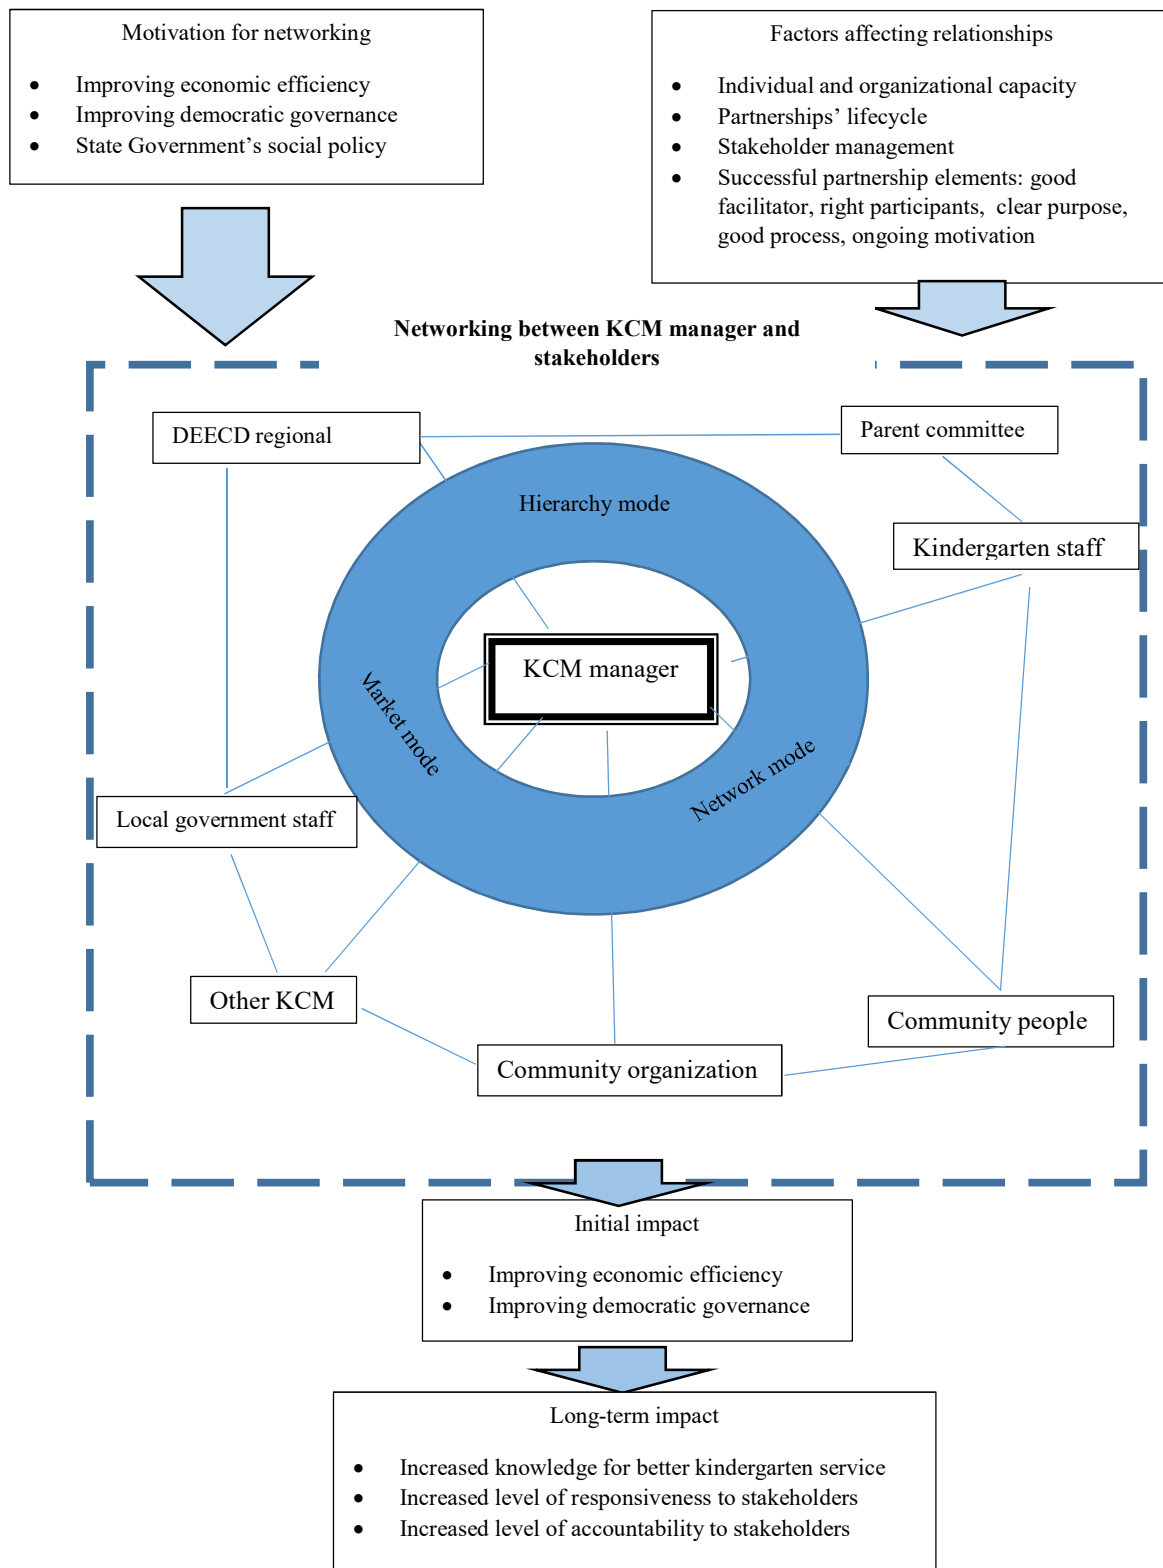 Motivation for networking
• Improving economic efficiency
• Improving democratic governance
• State Government’s social policy
Factors affecting relationships
• Individual and organizational capacity
• Partnerships’ lifecycle
• Stakeholder management
• Successful partnership elements: good
facilitator, right participants, clear purpose,
good process, ongoing motivation
Networking between KCM manager and
stakeholders
DEECD regional
Parent committee
Hierarchy mode
Kindergarten staff
KCM manager
Market mode
Network mode
Local government staff
Other KCM
Community people
Community organization
Initial impact
• Improving economic efficiency
• Improving democratic governance
Long-term impact
• Increased knowledge for better kindergarten service
• Increased level of responsiveness to stakeholders
• Increased level of accountability to stakeholders